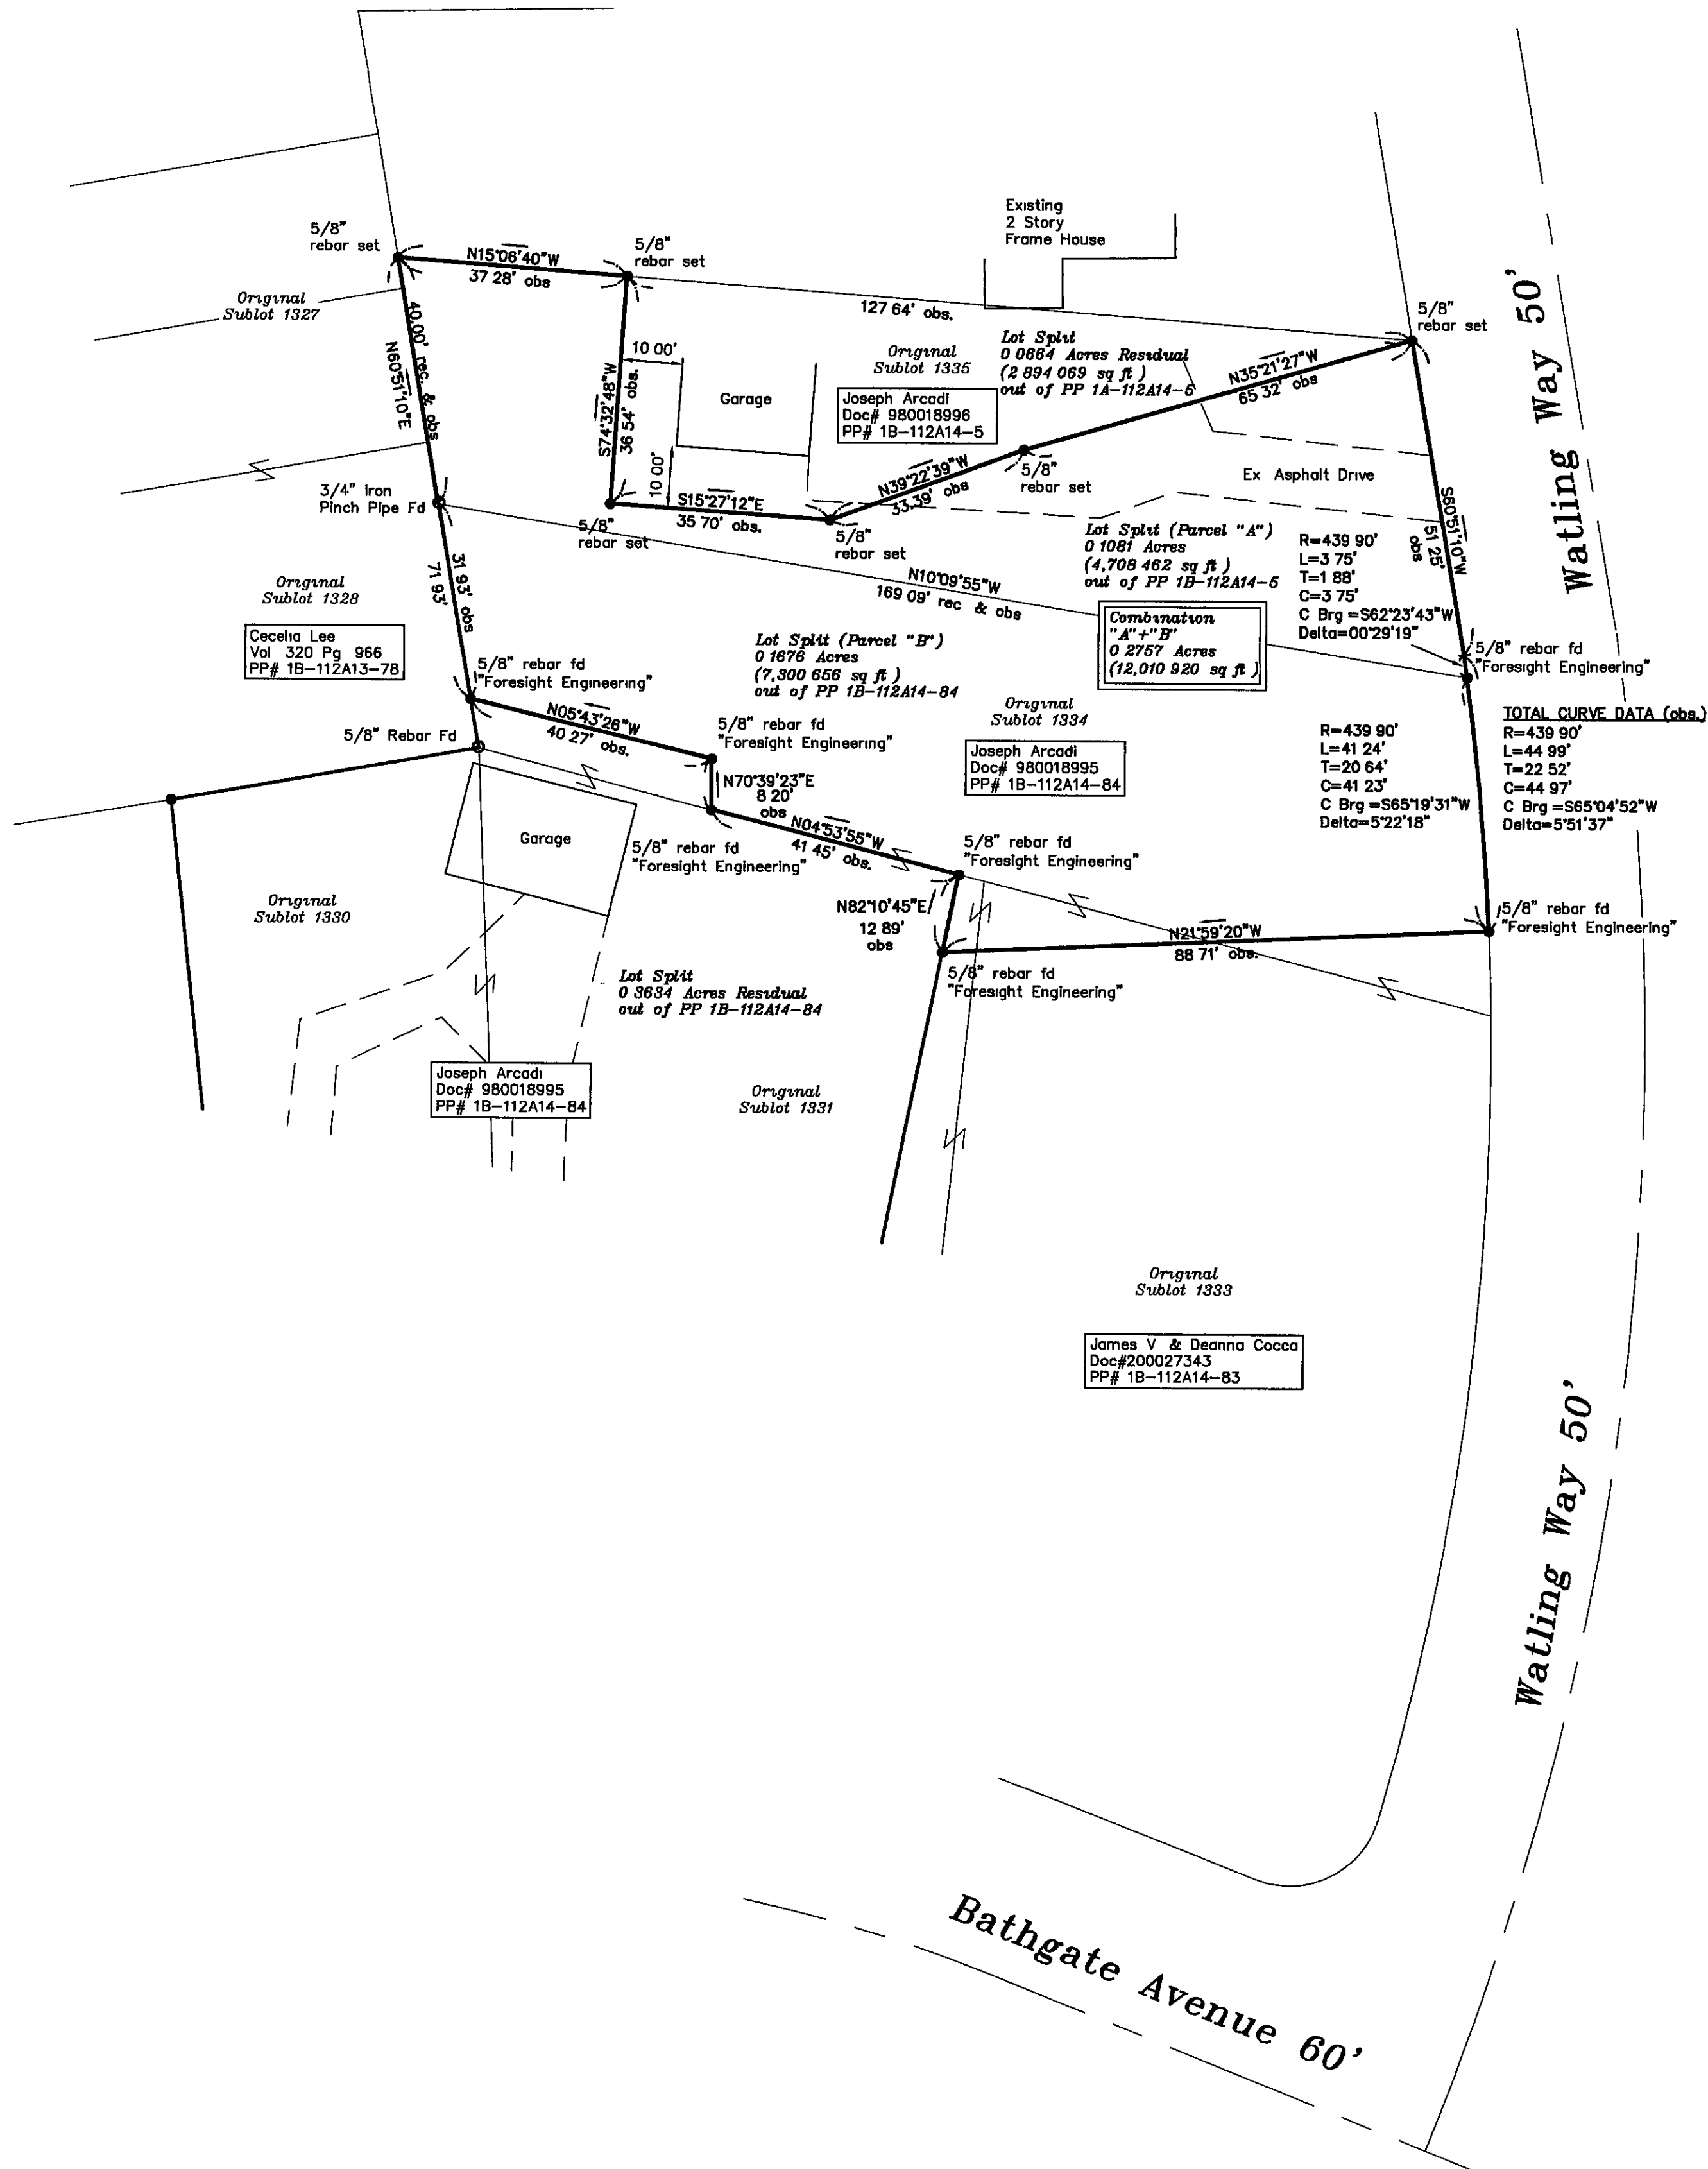 Existing
2 Story
Frame House
5/8"
rebar set
N15°06'40"W
37 28' obs
5/8"
rebar set
127 64' obs.
5/8"
rebar set
Watling Way 50'
Original
Sublot 1327
40.00' rec. & obs
N60°51'10"E
10 00'
S74°32'48"W
36 54' obs.
Garage
10 00'
Original
Sublot 1335
Joseph Arcadi
Doc# 980018996
PP# 1B-112A14-5
Lot Split
0 0664 Acres Residual
(2 894 069 sq ft )
out of PP 1A-112A14-5
N35°21'27"W
65 32' obs
N39°22'39"W
33.39' obs
5/8"
rebar set
Ex Asphalt Drive
3/4" Iron
Pinch Pipe Fd
S15°27'12"E
35 70' obs.
5/8"
rebar set
5/8"
rebar set
S60°51'10"W
51 25'
obs
Lot Split (Parcel "A")
0 1081 Acres
(4,708 462 sq ft )
out of PP 1B-112A14-5
R=439 90'
L=3 75'
T=1 88'
C=3 75'
C Brg =S62°23'43"W
Delta=00°29'19"
N10°09'55"W
169 09' rec & obs
31 93' obs
71 93'
Original
Sublot 1328
Cecelia Lee
Vol 320 Pg 966
PP# 1B-112A13-78
Combination
"A"+"B"
0 2757 Acres
(12,010 920 sq ft )
Lot Split (Parcel "B")
0 1676 Acres
(7,300 656 sq ft )
out of PP 1B-112A14-84
5/8" rebar fd
"Foresight Engineering"
5/8" rebar fd
"Foresight Engineering"
N05°43'26"W
40 27' obs.
5/8" rebar fd
"Foresight Engineering"
5/8" Rebar Fd
Original
Sublot 1334
Joseph Arcadi
Doc# 980018995
PP# 1B-112A14-84
R=439 90'
L=41 24'
T=20 64'
C=41 23'
C Brg =S65°19'31"W
Delta=5°22'18"
TOTAL CURVE DATA (obs.)
R=439 90'
L=44 99'
T=22 52'
C=44 97'
C Brg =S65°04'52"W
Delta=5°51'37"
N70°39'23"E
8 20'
obs
Garage
5/8" rebar fd
"Foresight Engineering"
N04°53'55"W
41 45' obs.
5/8" rebar fd
"Foresight Engineering"
Original
Sublot 1330
N82°10'45"E
12 89'
obs
N21°59'20"W
88 71' obs.
5/8" rebar fd
"Foresight Engineering"
5/8" rebar fd
"Foresight Engineering"
Lot Split
0 3634 Acres Residual
out of PP 1B-112A14-84
Joseph Arcadi
Doc# 980018995
PP# 1B-112A14-84
Original
Sublot 1331
Original
Sublot 1333
James V & Deanna Cocca
Doc#200027343
PP# 1B-112A14-83
Watling Way 50'
Bathgate Avenue 60'